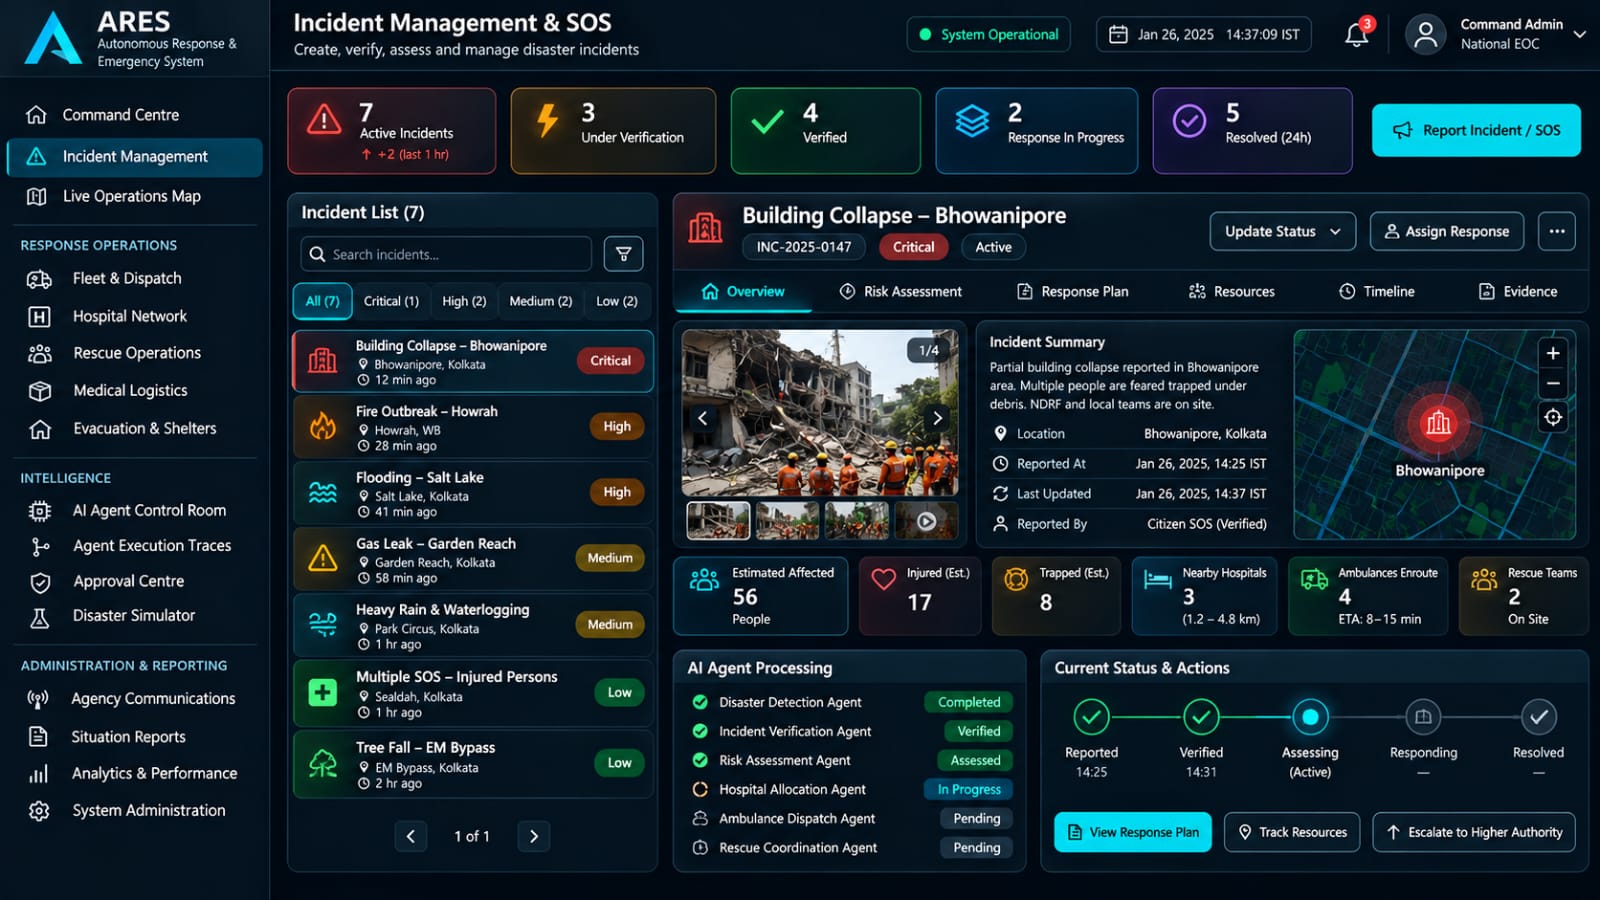 ARES
Autonomous Response &
Emergency System
Command Centre
Incident Management
Live Operations Map
RESPONSE OPERATIONS
Fleet & Dispatch
Hospital Network
Rescue Operations
Medical Logistics
Evacuation & Shelters
INTELLIGENCE
AI Agent Control Room
Agent Execution Traces
Approval Centre
Disaster Simulator
ADMINISTRATION & REPORTING
Agency Communications
Situation Reports
Analytics & Performance
System Administration
Incident Management & SOS
Create, verify, assess and manage disaster incidents
System Operational
Jan 26, 2025 14:37:09 IST
3
Command Admin
National EOC
7
Active Incidents
↑ +2 (last 1 hr)
3
Under Verification
4
Verified
2
Response In Progress
5
Resolved (24h)
Report Incident / SOS
Incident List (7)
Search incidents...
All (7) Critical (1) High (2) Medium (2) Low (2)
Building Collapse – Bhowanipore
Bhowanipore, Kolkata
12 min ago
Critical
Fire Outbreak – Howrah
Howrah, WB
28 min ago
High
Flooding – Salt Lake
Salt Lake, Kolkata
41 min ago
High
Gas Leak – Garden Reach
Garden Reach, Kolkata
58 min ago
Medium
Heavy Rain & Waterlogging
Park Circus, Kolkata
1 hr ago
Medium
Multiple SOS – Injured Persons
Sealdah, Kolkata
1 hr ago
Low
Tree Fall – EM Bypass
EM Bypass, Kolkata
2 hr ago
Low
1 of 1
Building Collapse – Bhowanipore
INC-2025-0147 Critical Active
Update Status
Assign Response
...
Overview Risk Assessment Response Plan Resources Timeline Evidence
1/4
Incident Summary
Partial building collapse reported in Bhowanipore
area. Multiple people are feared trapped under
debris. NDRF and local teams are on site.
Location Bhowanipore, Kolkata
Reported At Jan 26, 2025, 14:25 IST
Last Updated Jan 26, 2025, 14:37 IST
Reported By Citizen SOS (Verified)
+
−
Bhowanipore
Estimated Affected
56
People
Injured (Est.)
17
Trapped (Est.)
8
Nearby Hospitals
3
(1.2 – 4.8 km)
Ambulances Enroute
4
ETA: 8–15 min
Rescue Teams
2
On Site
AI Agent Processing
Disaster Detection Agent Completed
Incident Verification Agent Verified
Risk Assessment Agent Assessed
Hospital Allocation Agent In Progress
Ambulance Dispatch Agent Pending
Rescue Coordination Agent Pending
Current Status & Actions
Reported
14:25
Verified
14:31
Assessing
(Active)
Responding
—
Resolved
—
View Response Plan
Track Resources
Escalate to Higher Authority